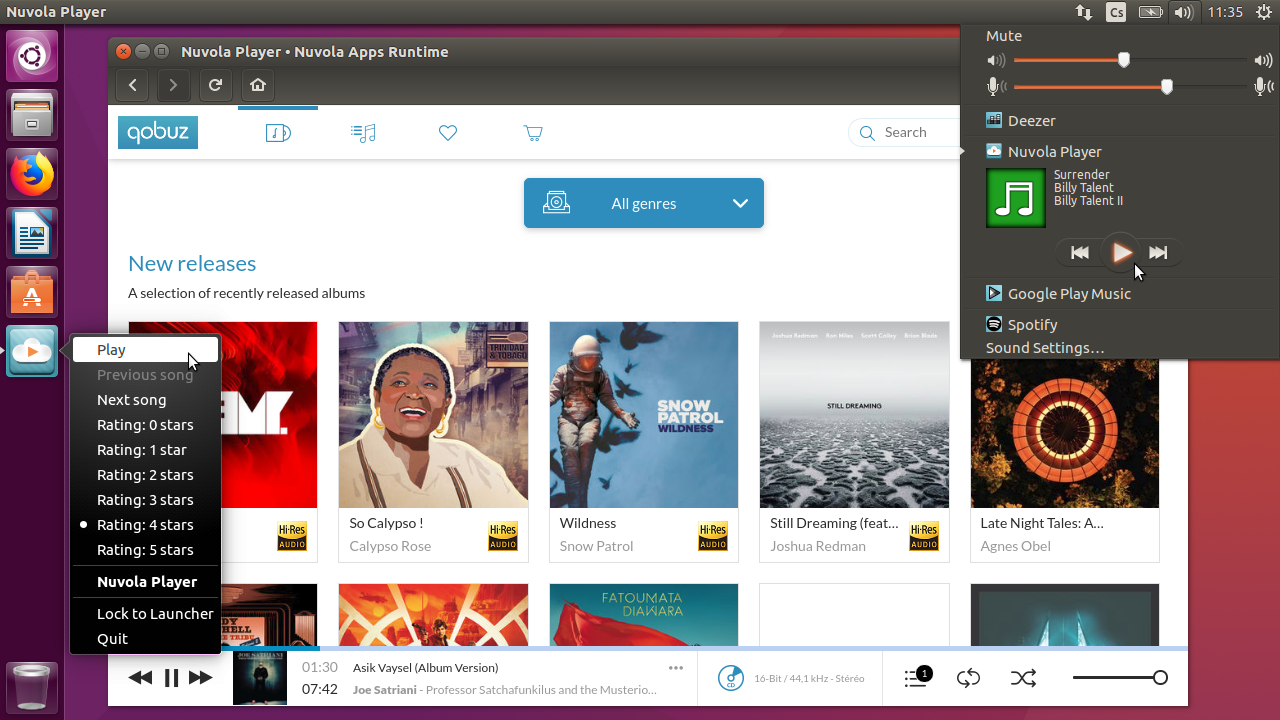 Nuvola Player
Cs
11:35
Nuvola Player • Nuvola Apps Runtime
qobuz
Search
All genres
New releases
A selection of recently released albums
Mute
Deezer
Nuvola Player
Surrender
Billy Talent
Billy Talent II
Google Play Music
Spotify
Sound Settings…
Play
Previous song
Next song
Rating: 0 stars
Rating: 1 star
Rating: 2 stars
Rating: 3 stars
Rating: 4 stars
Rating: 5 stars
Nuvola Player
Lock to Launcher
Quit
TRINIDAD &
TOBAGO
SNOW
PATROL
WILDNESS
Joshua Redman Ron Miles Scott Colley Brian Blade
STILL DREAMING
Hi-Res
AUDIO
So Calypso !
Calypso Rose
Hi-Res
AUDIO
Wildness
Snow Patrol
Hi-Res
AUDIO
Still Dreaming (feat...
Joshua Redman
Hi-Res
AUDIO
Late Night Tales: A...
Agnes Obel
FATOUMATA
DIAWARA
JOE SATRIANI
01:30
07:42
Asik Vaysel (Album Version)
Joe Satriani - Professor Satchafunkilus and the Musterio...
CD
16-Bit / 44,1 kHz - Stéréo
1